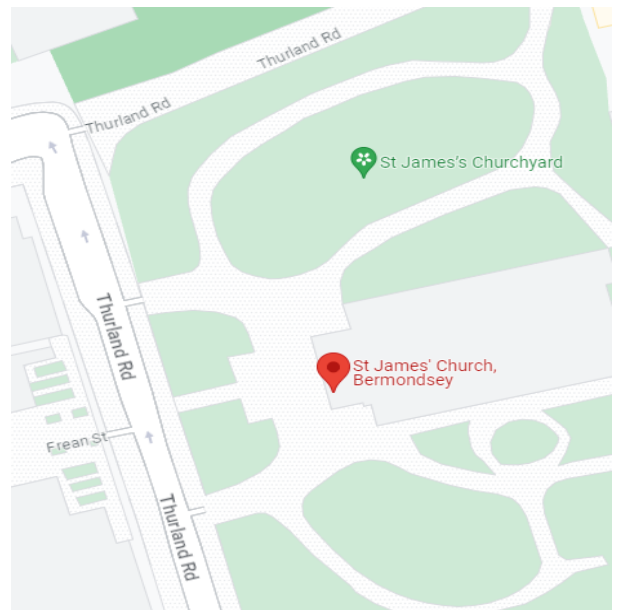 Thurland Rd
Thurland Rd
St James's Churchyard
Thurland Rd
St James' Church,
Bermondsey
Frean St
Thurland Rd